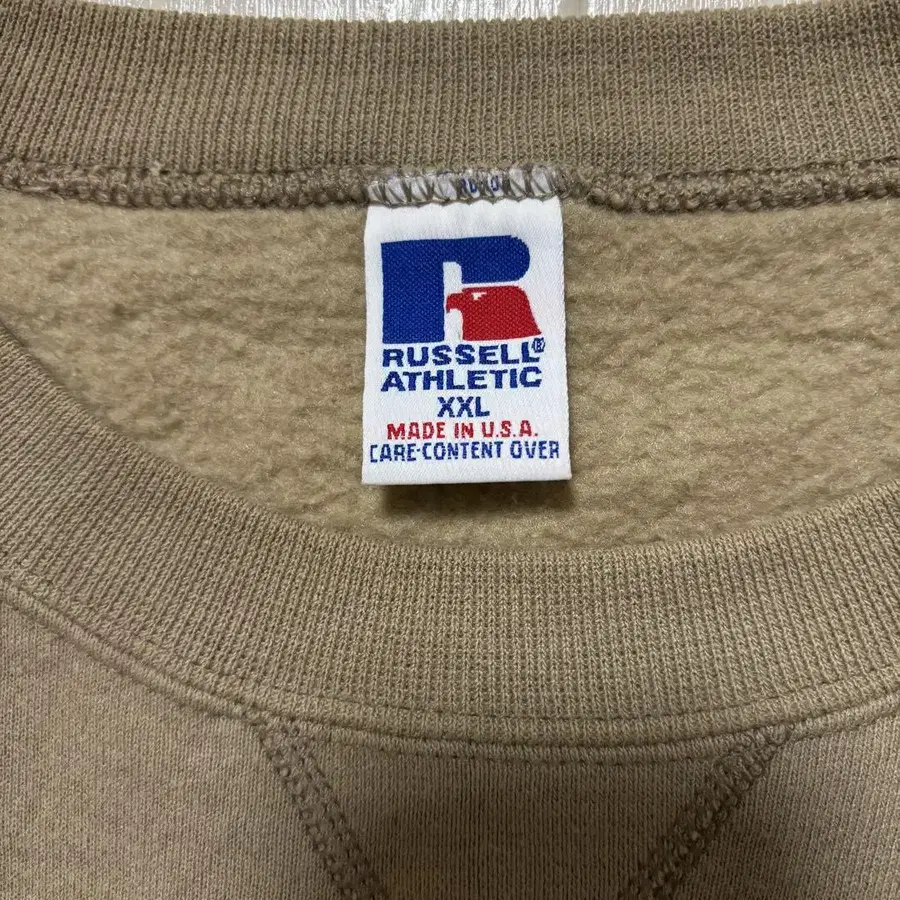 R
RUSSELL®
ATHLETIC
XXL
MADE IN U.S.A.
CARE-CONTENT OVER